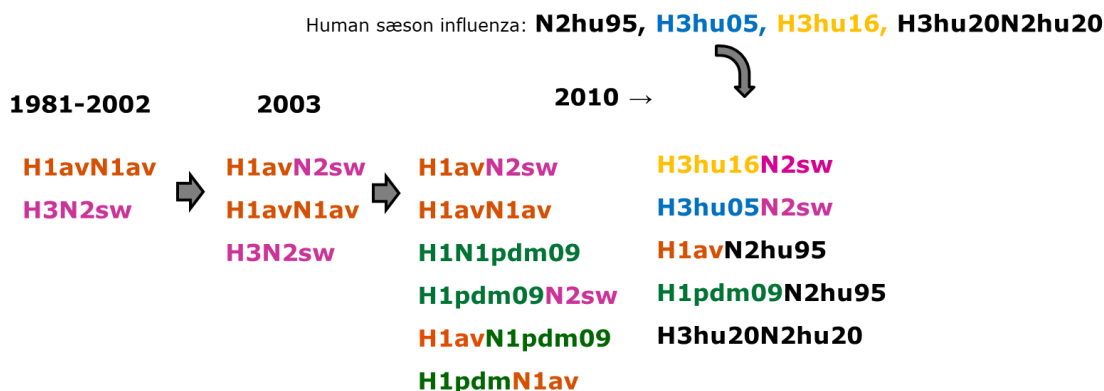 Human sæson influenza: N2hu95, H3hu05, H3hu16, H3hu20N2hu20
1981-2002
2003
2010 →
H1avN1av
H3N2sw
H1avN2sw
H1avN1av
H3N2sw
H1avN2sw
H1avN1av
H1N1pdm09
H1pdm09N2sw
H1avN1pdm09
H1pdmN1av
H3hu16N2sw
H3hu05N2sw
H1avN2hu95
H1pdm09N2hu95
H3hu20N2hu20